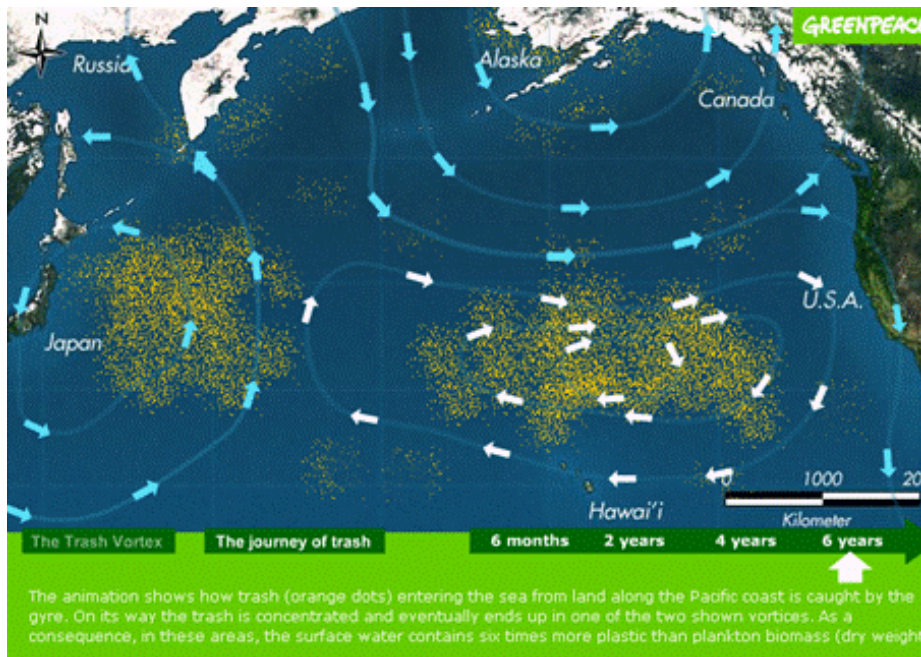 N
GREENPEACE
Russia
Alaska
Canada
U.S.A.
Japan
Hawai'i
0 1000 20
Kilometer
The Trash Vortex
The journey of trash
6 months 2 years 4 years 6 years
The animation shows how trash (orange dots) entering the sea from land along the Pacific coast is caught by the
gyre. On its way the trash is concentrated and eventually ends up in one of the two shown vortices. As a
consequence, in these areas, the surface water contains six times more plastic than plankton biomass (dry weight